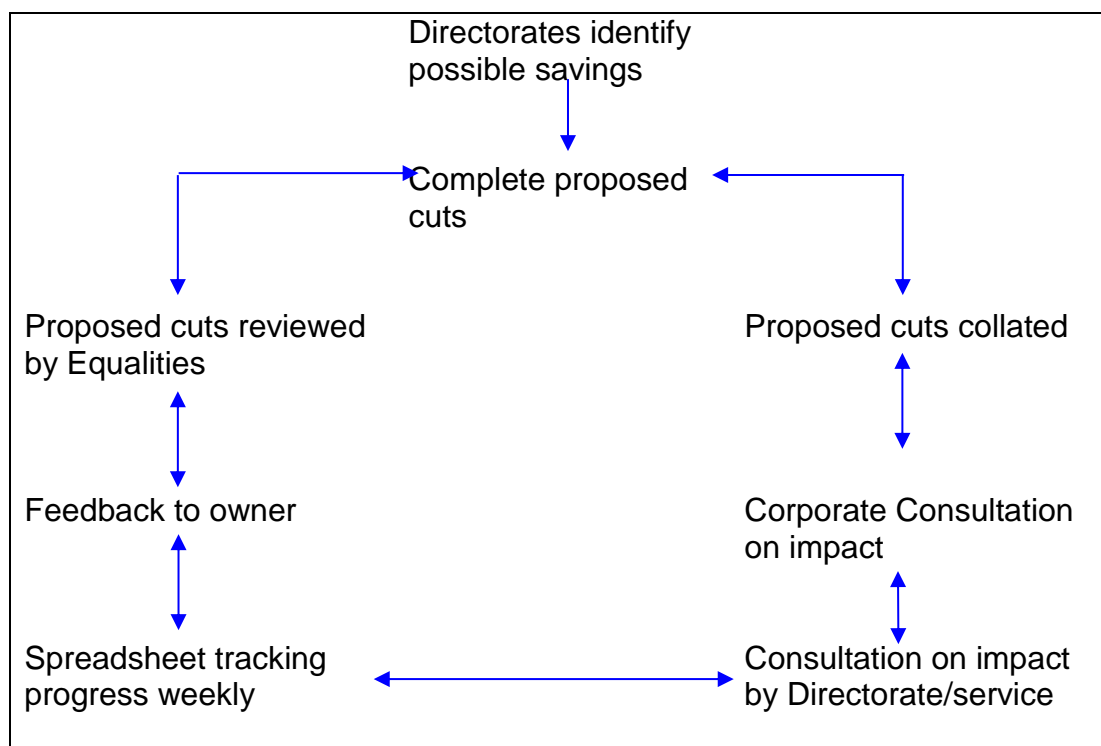 Directorates identify
possible savings
Complete proposed
cuts
Proposed cuts reviewed
by Equalities
Proposed cuts collated
Feedback to owner
Corporate Consultation
on impact
Spreadsheet tracking
progress weekly
Consultation on impact
by Directorate/service